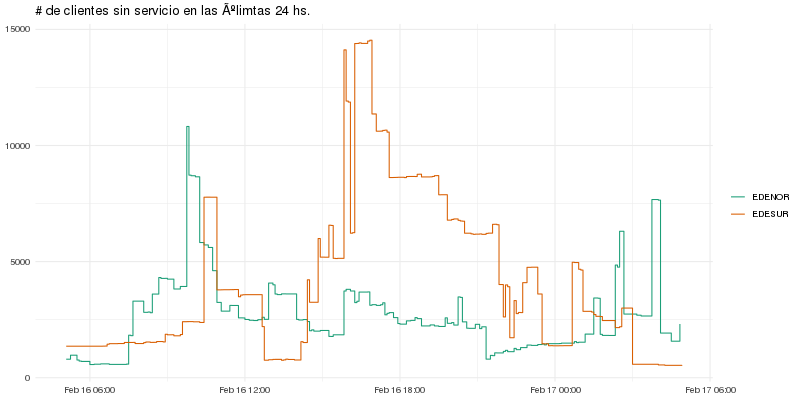 # de clientes sin servicio en las Ãºlimtas 24 hs.
15000
10000
5000
0
Feb 16 06:00 Feb 16 12:00 Feb 16 18:00 Feb 17 00:00 Feb 17 06:00
EDENOR
EDESUR